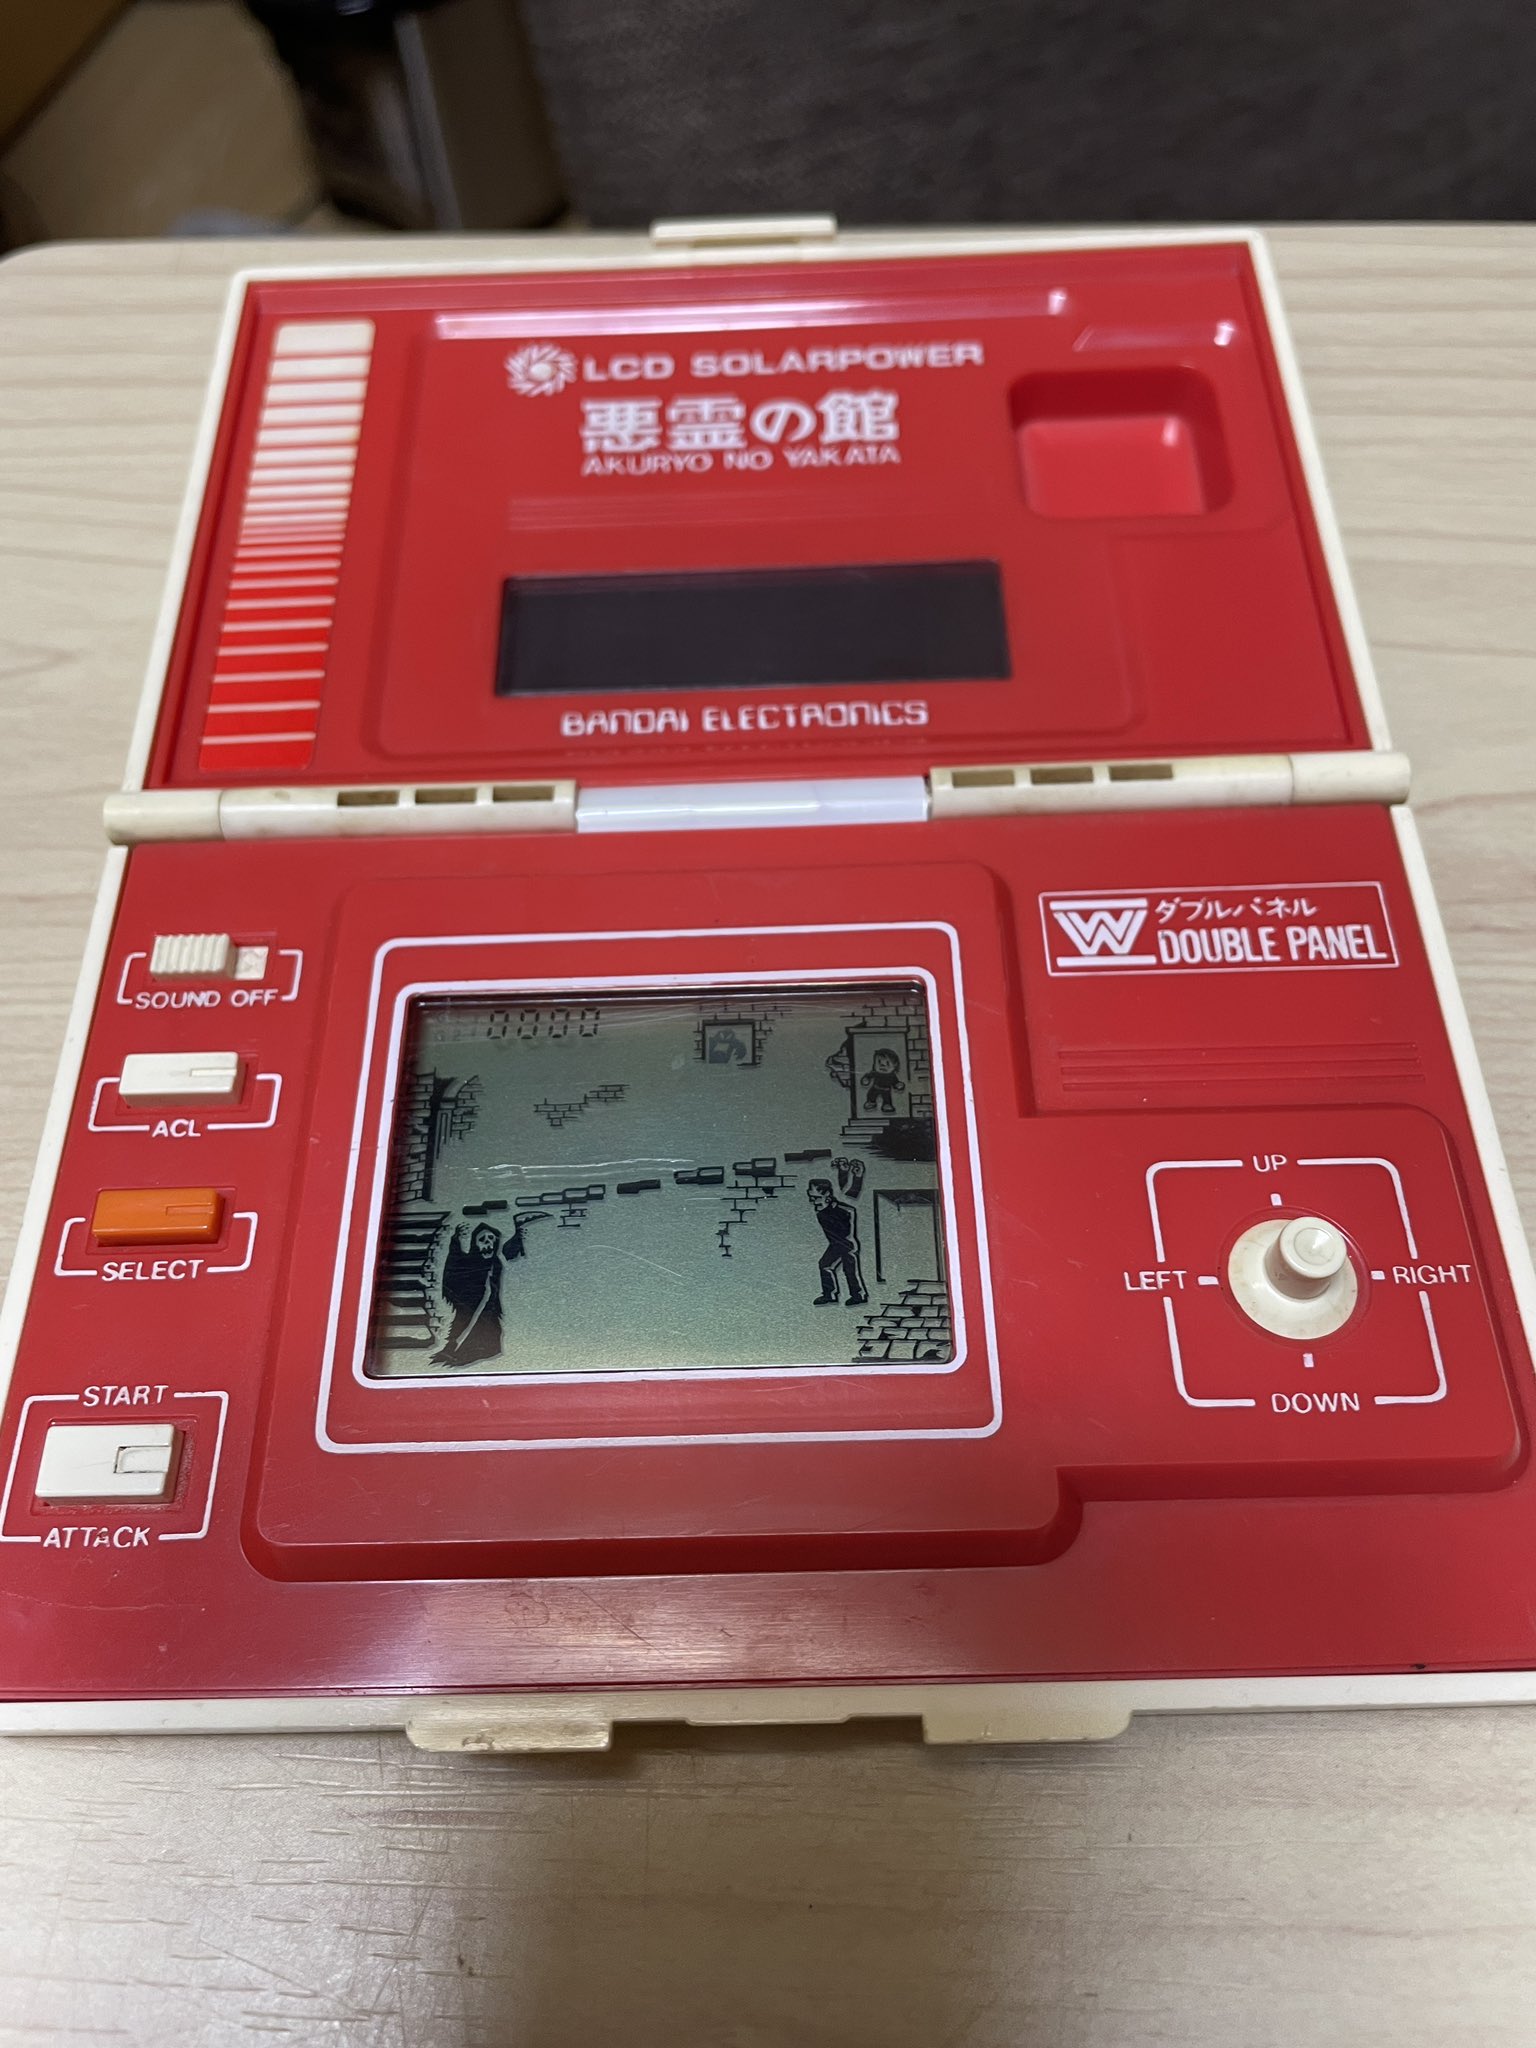 LCD SOLARPOWER
悪霊の館
AKURYO NO YAKATA
BANDAI ELECTRONICS
W ダブルパネル
DOUBLE PANEL
SOUND OFF
ACL
SELECT
START
ATTACK
0000
UP
LEFT
RIGHT
DOWN